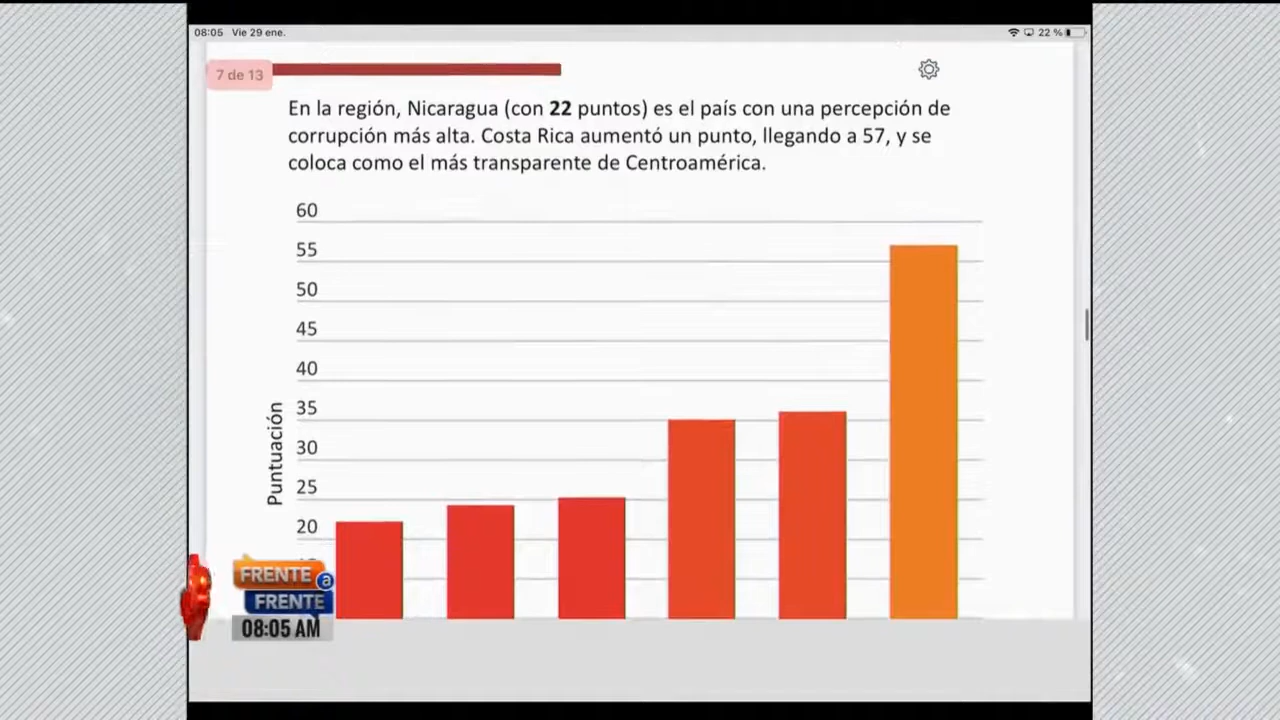 08:05 Vie 29 ene.
22 %
7 de 13
En la región, Nicaragua (con 22 puntos) es el país con una percepción de
corrupción más alta. Costa Rica aumentó un punto, llegando a 57, y se
coloca como el más transparente de Centroamérica.
60
55
50
45
40
35
30
25
20
Puntuación
FRENTE a
FRENTE
08:05 AM